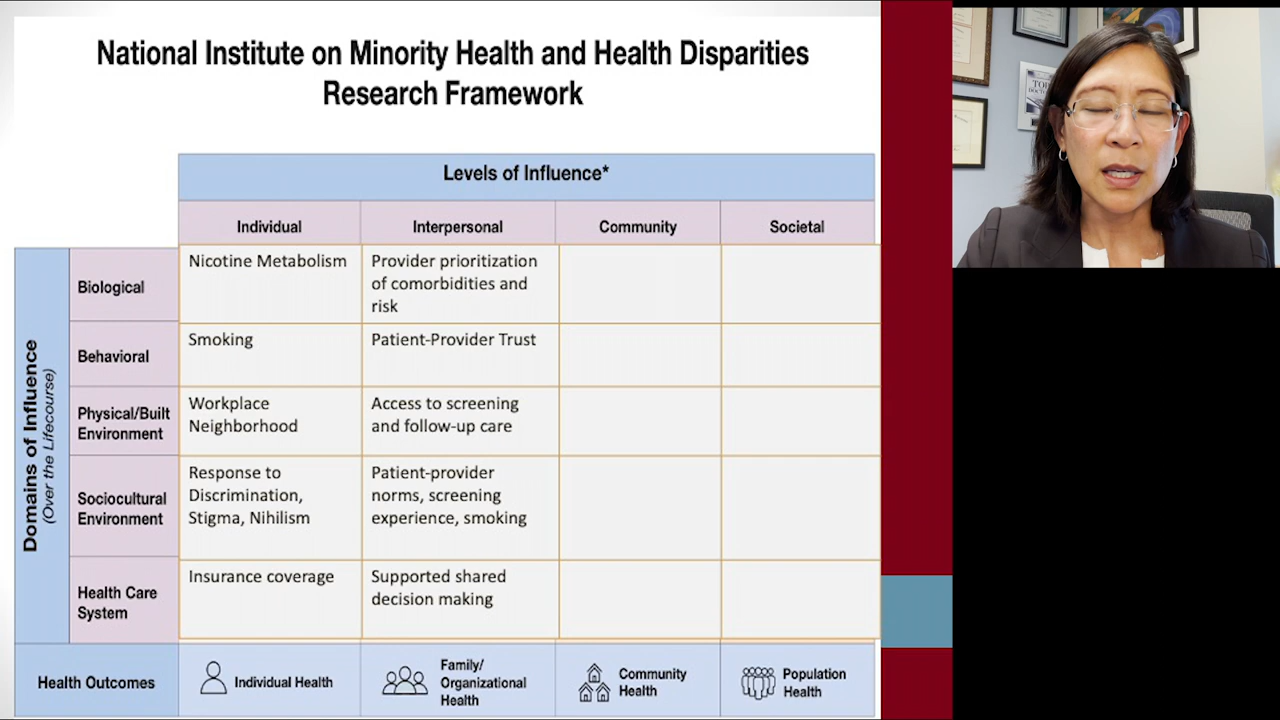 National Institute on Minority Health and Health Disparities
Research Framework
Levels of Influence*
Individual
Interpersonal
Community
Societal
Domains of Influence
(Over the Lifecourse)
Biological
Nicotine Metabolism
Provider prioritization
of comorbidities and
risk
Behavioral
Smoking
Patient-Provider Trust
Physical/Built
Environment
Workplace
Neighborhood
Access to screening
and follow-up care
Sociocultural
Environment
Response to
Discrimination,
Stigma, Nihilism
Patient-provider
norms, screening
experience, smoking
Health Care
System
Insurance coverage
Supported shared
decision making
Health Outcomes
Individual Health
Family/
Organizational
Health
Community
Health
Population
Health